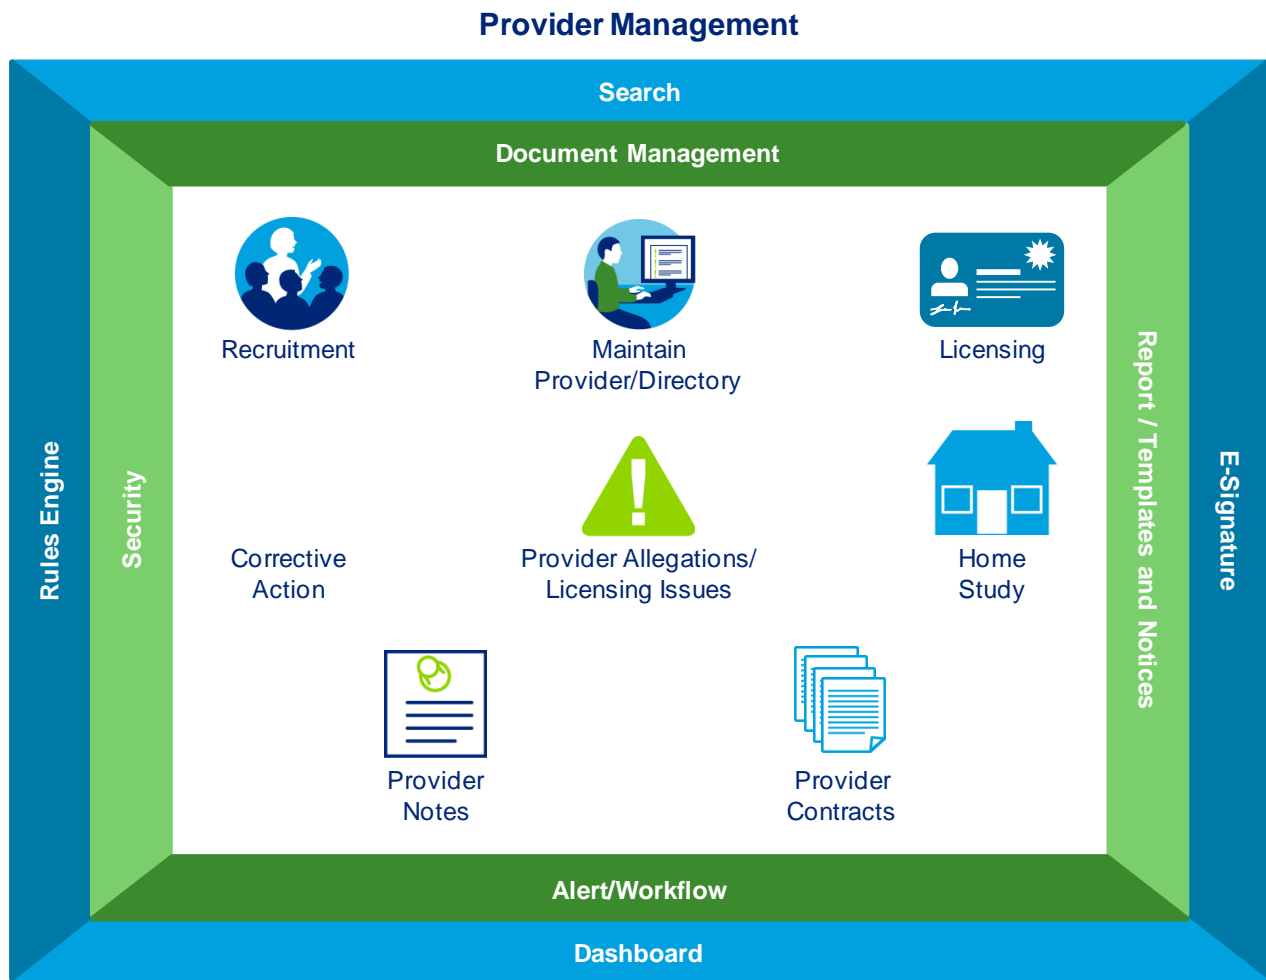 Provider Management
Search
Document Management
Recruitment
Maintain
Provider/Directory
Licensing
Rules Engine
Security
Corrective
Action
Provider Allegations/
Licensing Issues
Home
Study
Report / Templates and Notices
E-Signature
Provider
Notes
Provider
Contracts
Alert/Workflow
Dashboard